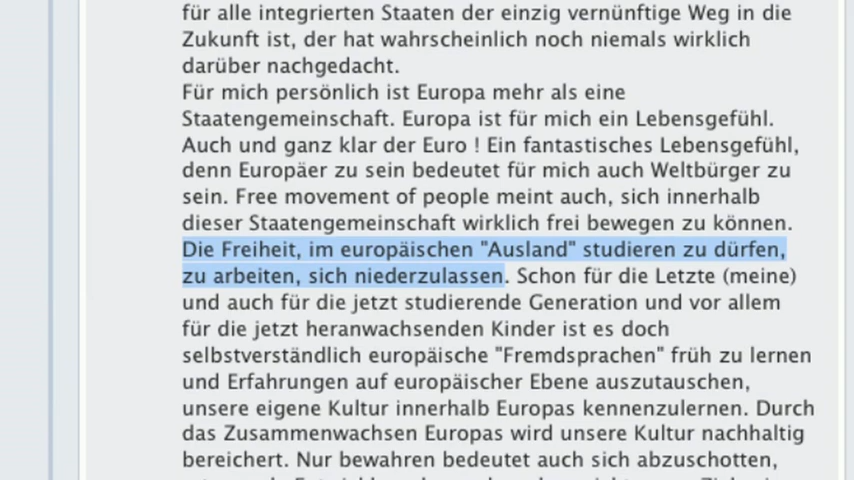 für alle integrierten Staaten der einzig vernünftige Weg in die
Zukunft ist, der hat wahrscheinlich noch niemals wirklich
darüber nachgedacht.
Für mich persönlich ist Europa mehr als eine
Staatengemeinschaft. Europa ist für mich ein Lebensgefühl.
Auch und ganz klar der Euro ! Ein fantastisches Lebensgefühl,
denn Europäer zu sein bedeutet für mich auch Weltbürger zu
sein. Free movement of people meint auch, sich innerhalb
dieser Staatengemeinschaft wirklich frei bewegen zu können.
Die Freiheit, im europäischen "Ausland" studieren zu dürfen,
zu arbeiten, sich niederzulassen. Schon für die Letzte (meine)
und auch für die jetzt studierende Generation und vor allem
für die jetzt heranwachsenden Kinder ist es doch
selbstverständlich europäische "Fremdsprachen" früh zu lernen
und Erfahrungen auf europäischer Ebene auszutauschen,
unsere eigene Kultur innerhalb Europas kennenzulernen. Durch
das Zusammenwachsen Europas wird unsere Kultur nachhaltig
bereichert. Nur bewahren bedeutet auch sich abzuschotten,